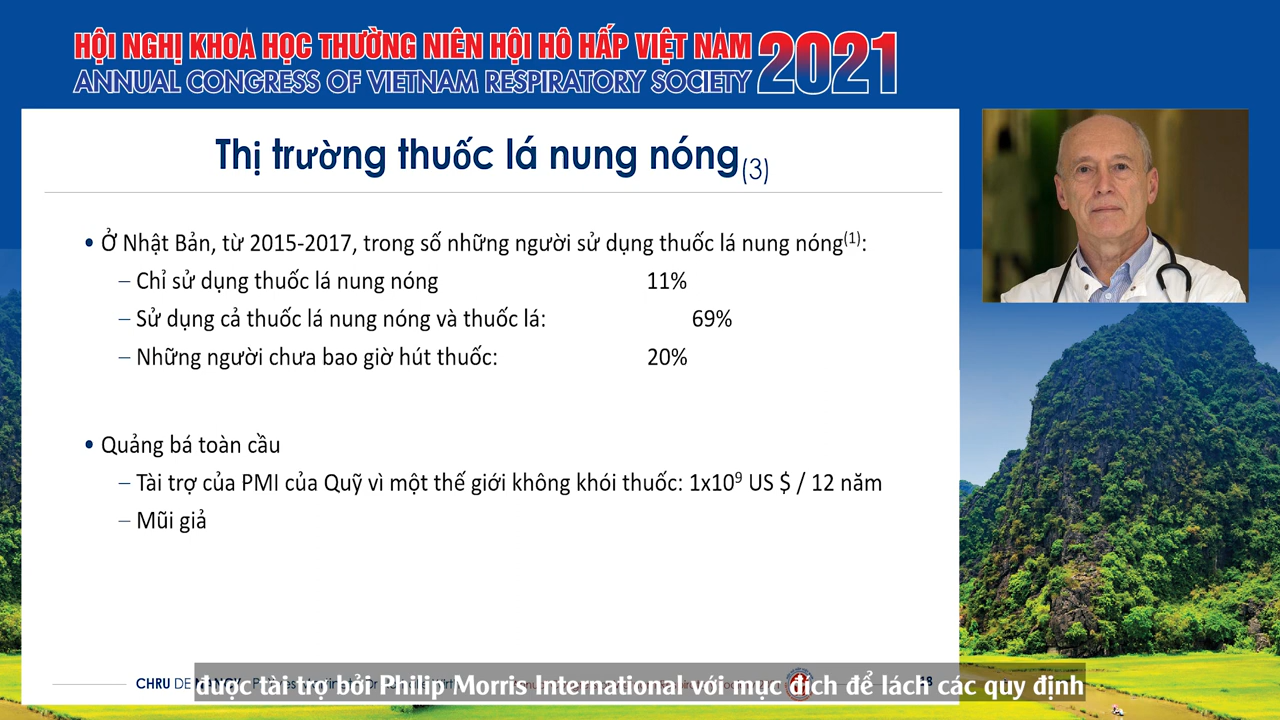 HỘI NGHỊ KHOA HỌC THƯỜNG NIÊN HỘI HÔ HẤP VIỆT NAM 2021
ANNUAL CONGRESS OF VIETNAM RESPIRATORY SOCIETY
Thị trường thuốc lá nung nóng(3)
• Ở Nhật Bản, từ 2015-2017, trong số những người sử dụng thuốc lá nung nóng(1):
– Chỉ sử dụng thuốc lá nung nóng 11%
– Sử dụng cả thuốc lá nung nóng và thuốc lá: 69%
– Những người chưa bao giờ hút thuốc: 20%
• Quảng bá toàn cầu
– Tài trợ của PMI của Quỹ vì một thế giới không khói thuốc: 1x10⁹ US $ / 12 năm
– Mũi giả
CHRU DE
được tài trợ bởi Philip Morris International với mục đích để lách các quy định